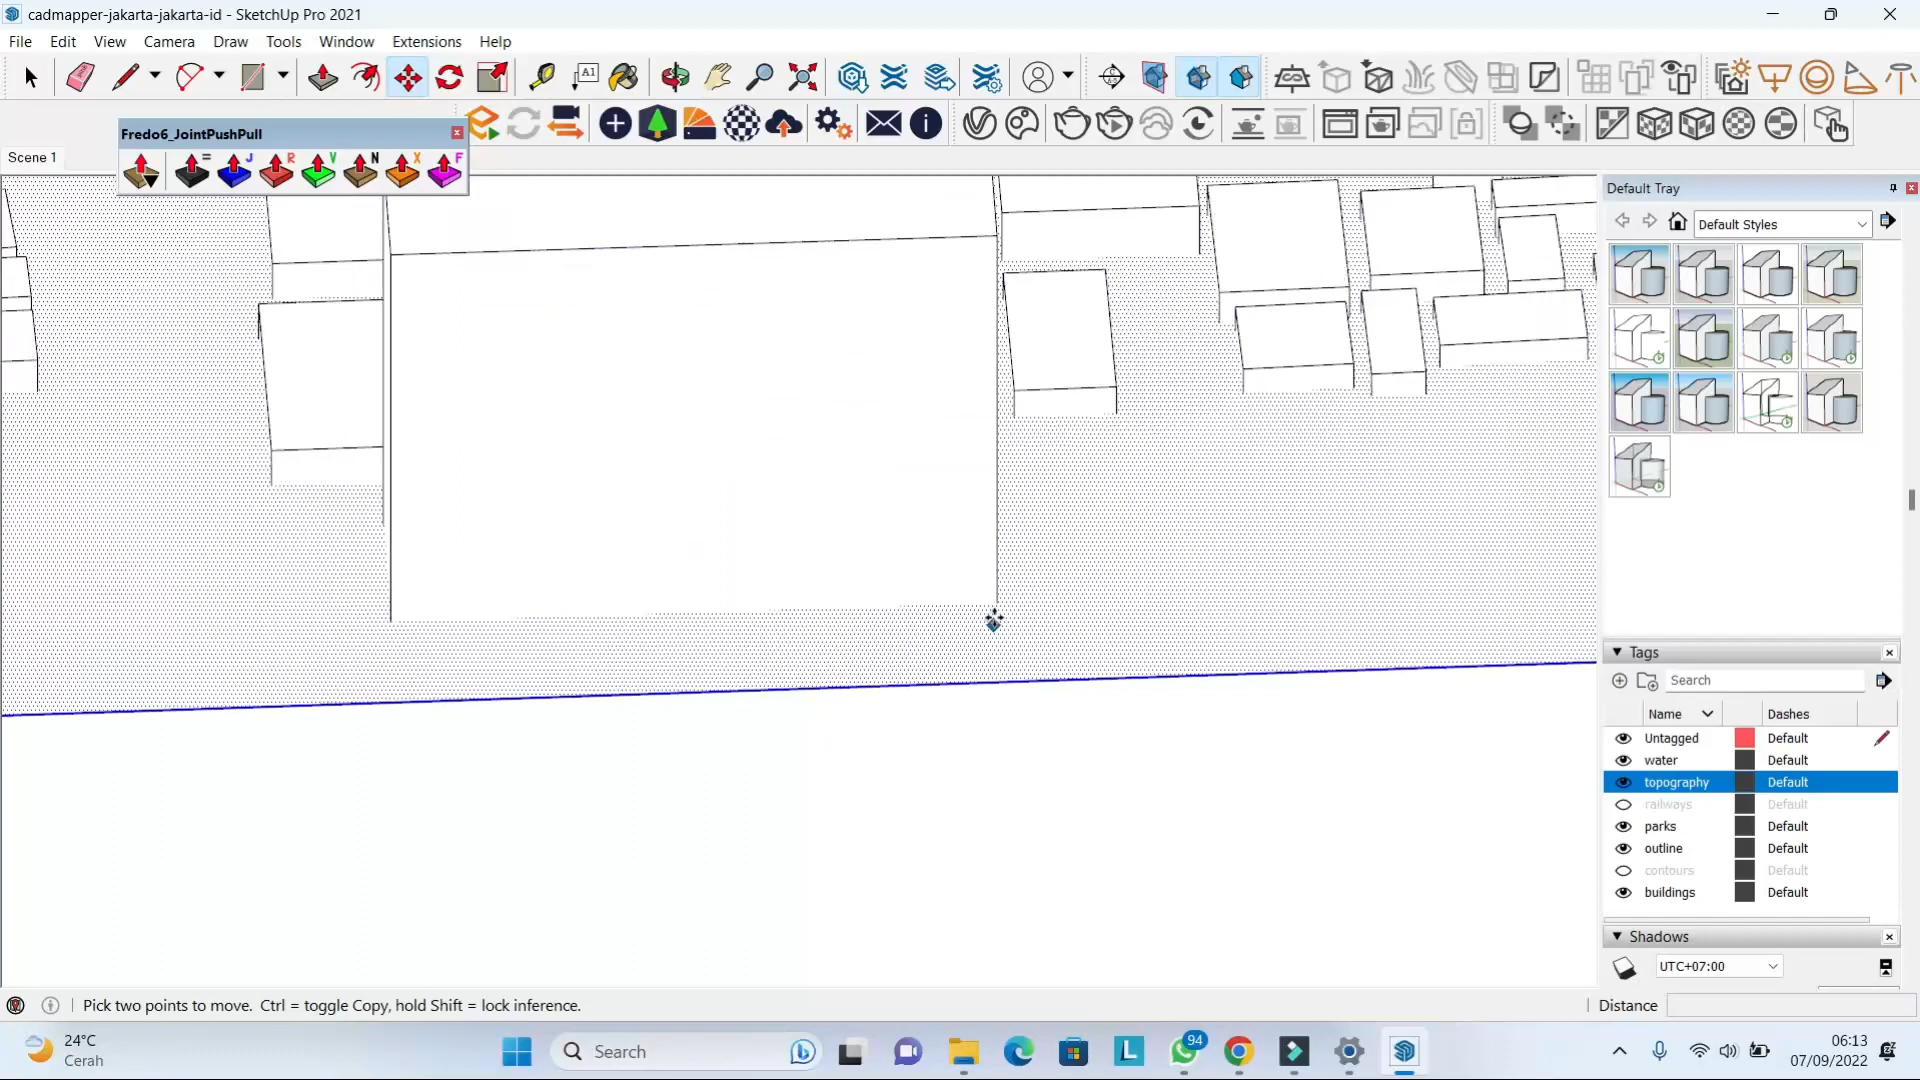 cadmapper-jakarta-jakarta-id - SketchUp Pro 2021
File Edit View Camera Draw Tools Window Extensions Help
A1
Fredo6_JointPushPull
= J R V N X F
Scene 1
Default Tray
Default Styles
Tags
Search
Name Dashes
Untagged Default
water Default
topography Default
railways Default
parks Default
outline Default
contours Default
buildings Default
Shadows
UTC+07:00
Pick two points to move. Ctrl = toggle Copy, hold Shift = lock inference.
Distance
24°C
Cerah
Search
L
94
06:13
07/09/2022